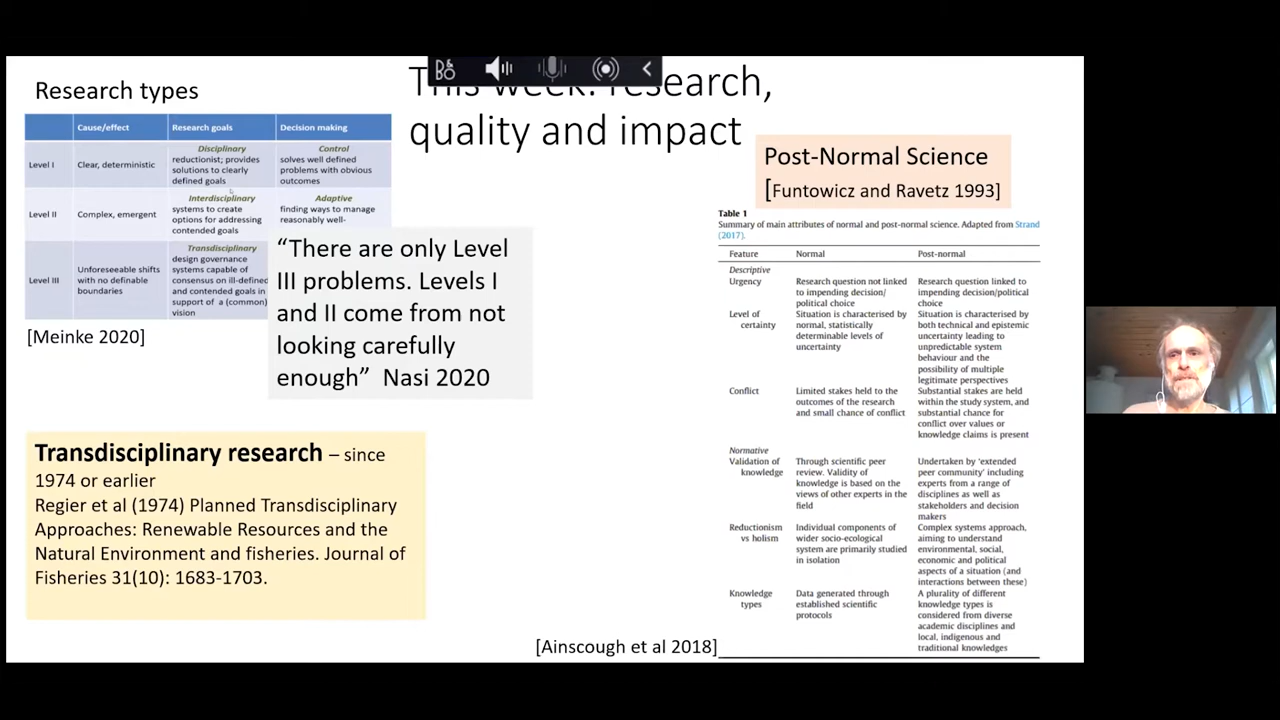 This week: research,
quality and impact
Research types
Cause/effect
Research goals
Decision making
Level I
Clear, deterministic
Disciplinary
reductionist; provides
solutions to clearly
defined goals
Control
solves well defined
problems with obvious
outcomes
Level II
Complex, emergent
Interdisciplinary
systems to create
options for addressing
contended goals
Adaptive
finding ways to manage
reasonably well-
Level III
Unforeseeable shifts
with no definable
boundaries
Transdisciplinary
design governance
systems capable of
consensus on ill-defined
and contended goals in
support of a (common)
vision
[Meinke 2020]
“There are only Level
III problems. Levels I
and II come from not
looking carefully
enough” Nasi 2020
Transdisciplinary research – since
1974 or earlier
Regier et al (1974) Planned Transdisciplinary
Approaches: Renewable Resources and the
Natural Environment and fisheries. Journal of
Fisheries 31(10): 1683-1703.
Post-Normal Science
[Funtowicz and Ravetz 1993]
Table 1
Summary of main attributes of normal and post-normal science. Adapted from Strand
(2017).
Feature
Normal
Post-normal
Descriptive
Urgency
Research question not linked
to impending decision/
political choice
Research question linked to
impending decision/political
choice
Level of
certainty
Situation is characterised by
normal, statistically
determinable levels of
uncertainty
Situation is characterised by
both technical and epistemic
uncertainty leading to
unpredictable system
behaviour and the
possibility of multiple
legitimate perspectives
Conflict
Limited stakes held to the
outcomes of the research
and small chance of conflict
Substantial stakes are held
within the study system, and
substantial chance for
conflict over values or
knowledge claims is present
Normative
Validation of
knowledge
Through scientific peer
review. Validity of
knowledge is based on the
views of other experts in the
field
Undertaken by ‘extended
peer community’ including
experts from a range of
disciplines as well as
stakeholders and decision
makers
Reductionism
vs holism
Individual components of
wider socio-ecological
system are primarily studied
in isolation
Complex systems approach,
aiming to understand
environmental, social,
economic and political
aspects of a situation (and
interactions between these)
Knowledge
types
Data generated through
established scientific
protocols
A plurality of different
knowledge types is
considered from diverse
academic disciplines and
local, indigenous and
traditional knowledges
[Ainscough et al 2018]